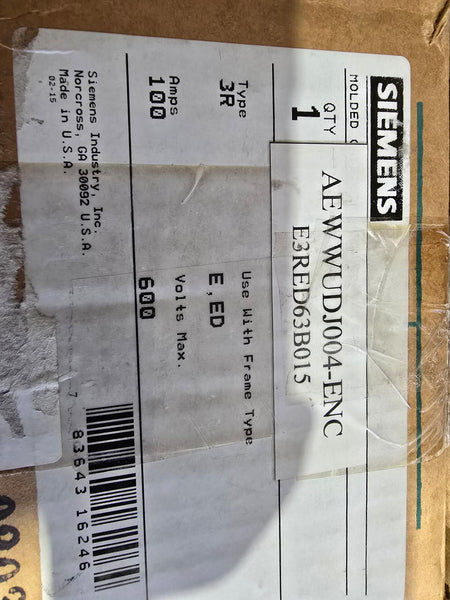 SIEMENS
MOLDED
QTY
1
AEWWUDJ004-ENC
E3RED63B015
Type
3R
Use With Frame Type
E,ED
Amps
100
Volts Max.
600
Siemens Industry, Inc.
Norcross, GA 30092 U.S.A.
Made in U.S.A.
02-15
7 83643 16246